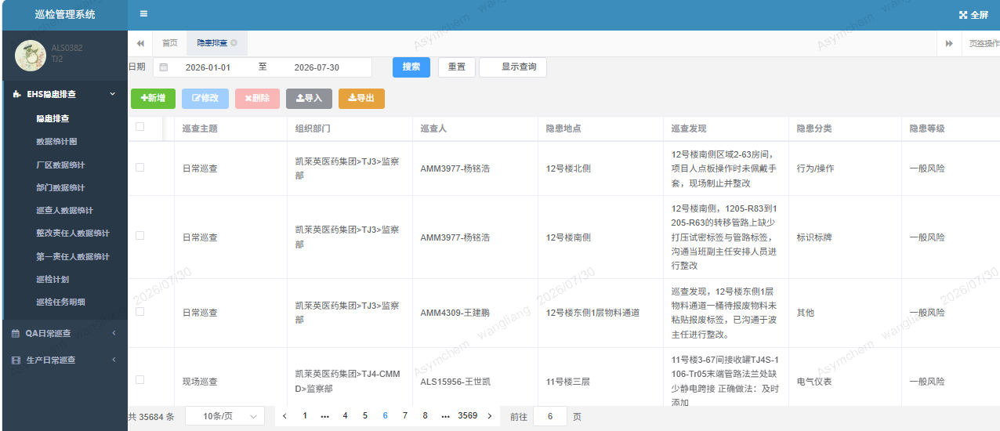 巡检管理系统
全屏
ALS0382
TJ2
首页
隐患排查
页签操作
日期
2026-01-01 至 2026-07-30
搜索
重置
显示查询
EHS隐患排查
隐患排查
数据统计图
厂区数据统计
部门数据统计
巡查人数据统计
整改责任人数据统计
第一责任人数据统计
巡检计划
巡检任务明细
QA日常巡查
生产日常巡查
新增
修改
删除
导入
导出
巡查主题 组织部门 巡查人 隐患地点 巡查发现 隐患分类 隐患等级
日常巡查
凯莱英医药集团>TJ3>监察
部
AMM3977-杨铭浩
12号楼北侧
12号楼南侧区域2-63房间，
项目人点板操作时未佩戴手
套，现场制止并整改
行为/操作
一般风险
日常巡查
凯莱英医药集团>TJ3>监察
部
AMM3977-杨铭浩
12号楼南侧
12号楼南侧，1205-R83到1
205-R63的转移管路上缺少
打压试密标签与管路标签，
沟通当班副主任安排人员进
行整改
标识标牌
一般风险
日常巡查
凯莱英医药集团>TJ3>监察
部
AMM4309-王建鹏
12号楼东侧1层物料通道
巡查发现，12号楼东侧1层
物料通道一桶待报废物料未
粘贴报废标签，已沟通于波
主任进行整改。
其他
一般风险
现场巡查
凯莱英医药集团>TJ4-CMM
D>监察部
ALS15956-王世凯
11号楼三层
11号楼3-67间接收罐TJ4S-1
106-Tr05末端管路法兰处缺
少静电跨接 正确做法：及时
添加
电气仪表
一般风险
共 35684 条
10条/页
1 ... 4 5 6 7 8 ... 3569
前往 6 页
Asymchem wangliang 2026/07/30
Asymchem wangliang 2026/07/30
Asymchem wangliang 2026/07/30